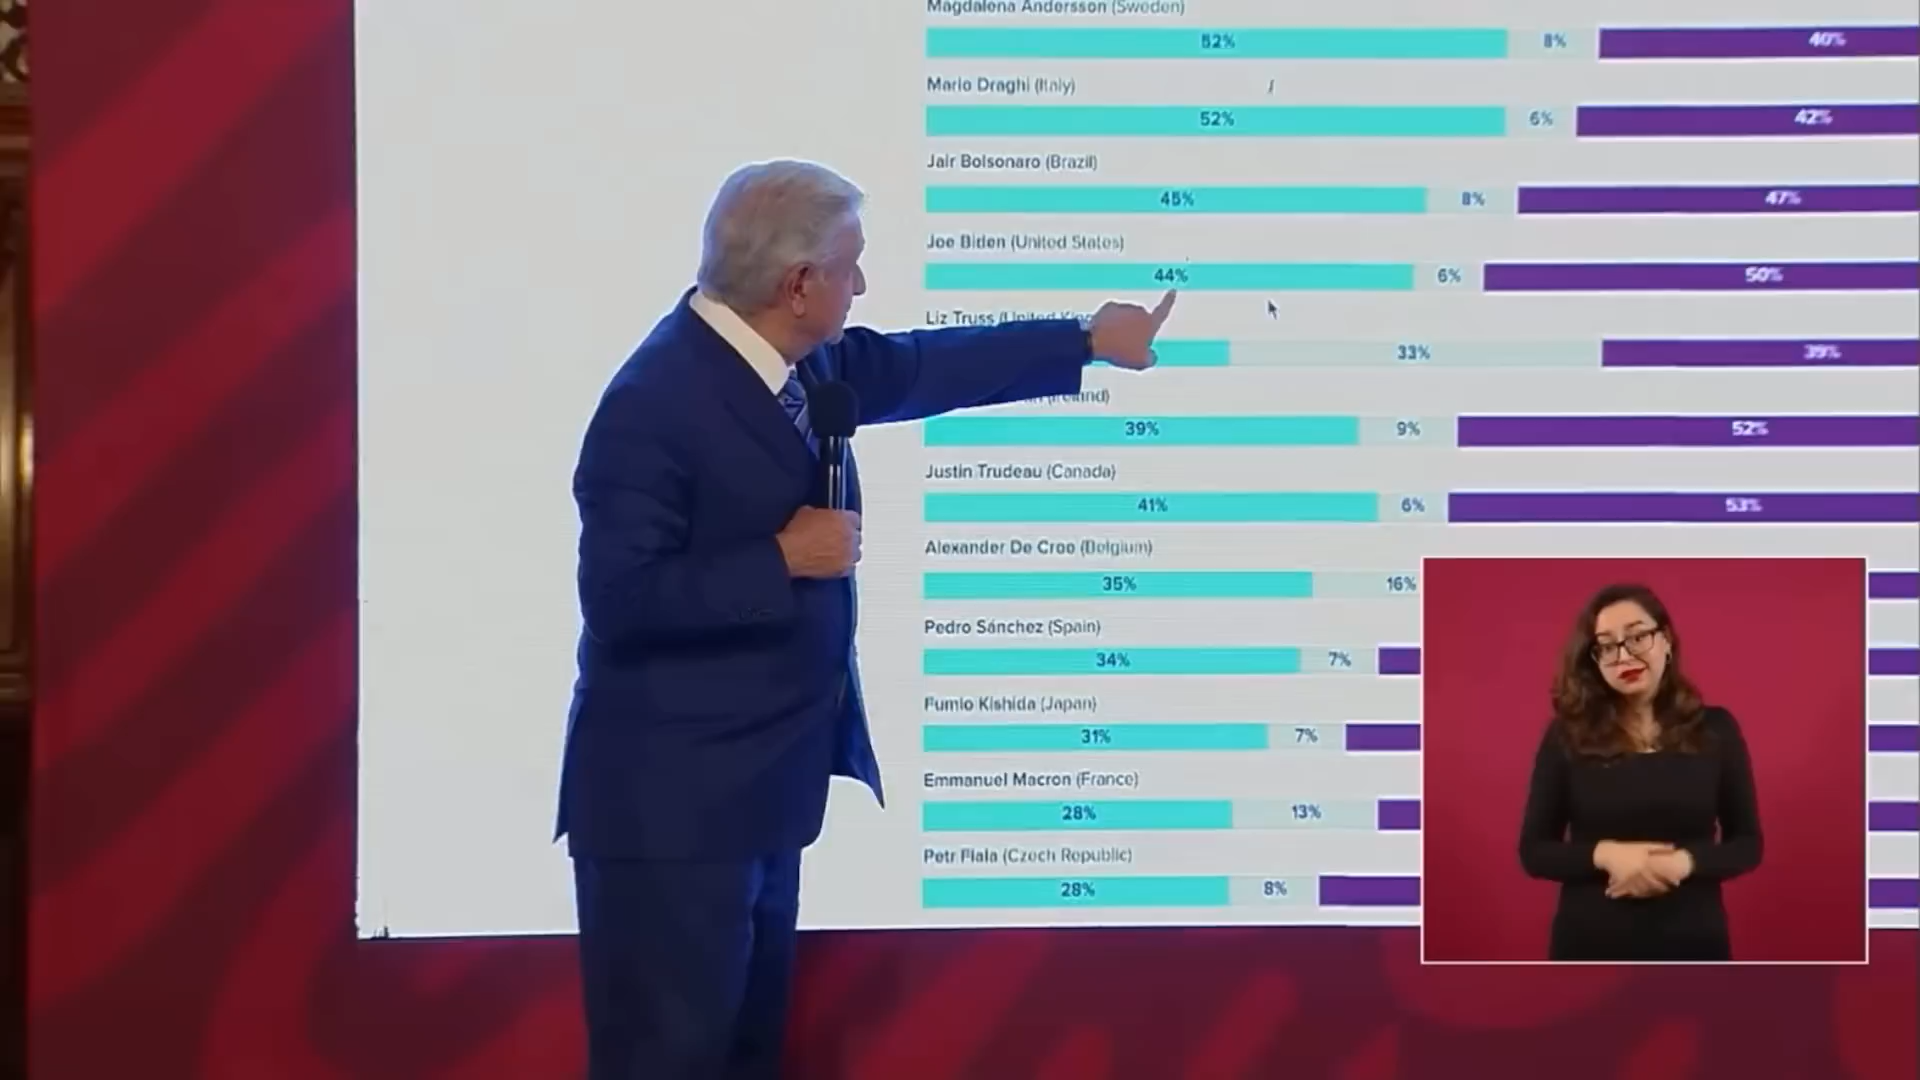 Magdalena Andersson (Sweden)
52% 8% 40%
Mario Draghi (Italy)
52% 6% 42%
Jair Bolsonaro (Brazil)
45% 8% 47%
Joe Biden (United States)
44% 6% 50%
Liz Truss (United
33% 39%
39% 9% 52%
Justin Trudeau (Canada)
41% 6% 53%
Alexander De Croo (Belgium)
35% 16%
Pedro Sánchez (Spain)
34% 7%
Fumio Kishida (Japan)
31% 7%
Emmanuel Macron (France)
28% 13%
Petr Fiala (Czech Republic)
28% 8%